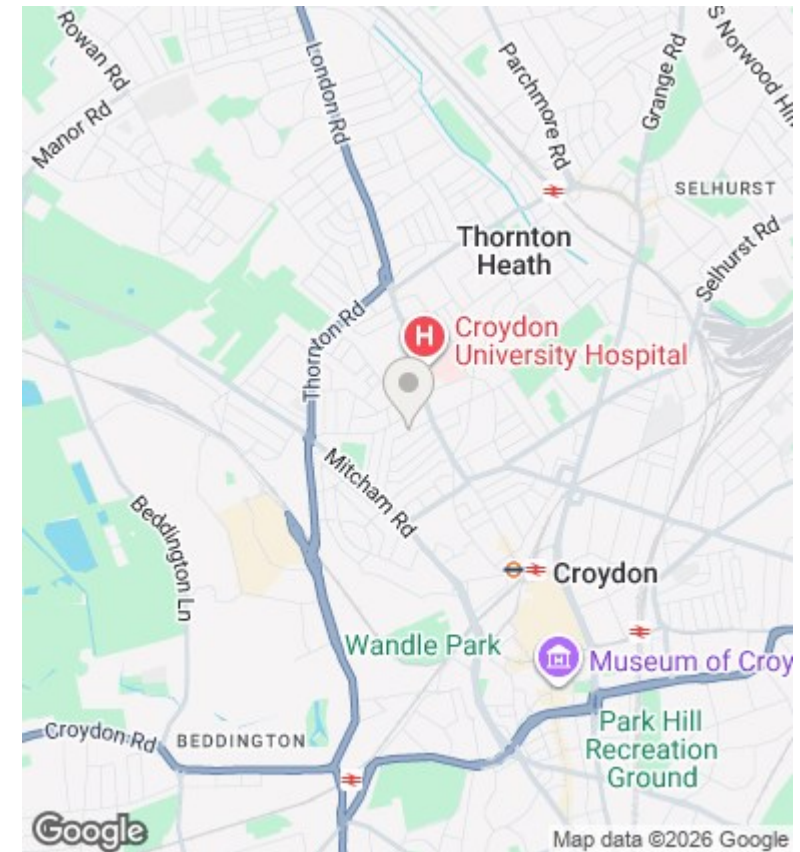 Rowan Rd
London Rd
Parchmore Rd
Grange Rd
S Norwood Hill
Manor Rd
SELHURST
Thornton
Heath
Selhurst Rd
Thornton Rd
H
Croydon
University Hospital
Mitcham Rd
Beddington Ln
Croydon
Wandle Park
Museum of Croy
Croydon Rd
BEDDINGTON
Park Hill
Recreation
Ground
Google
Map data ©2026 Google